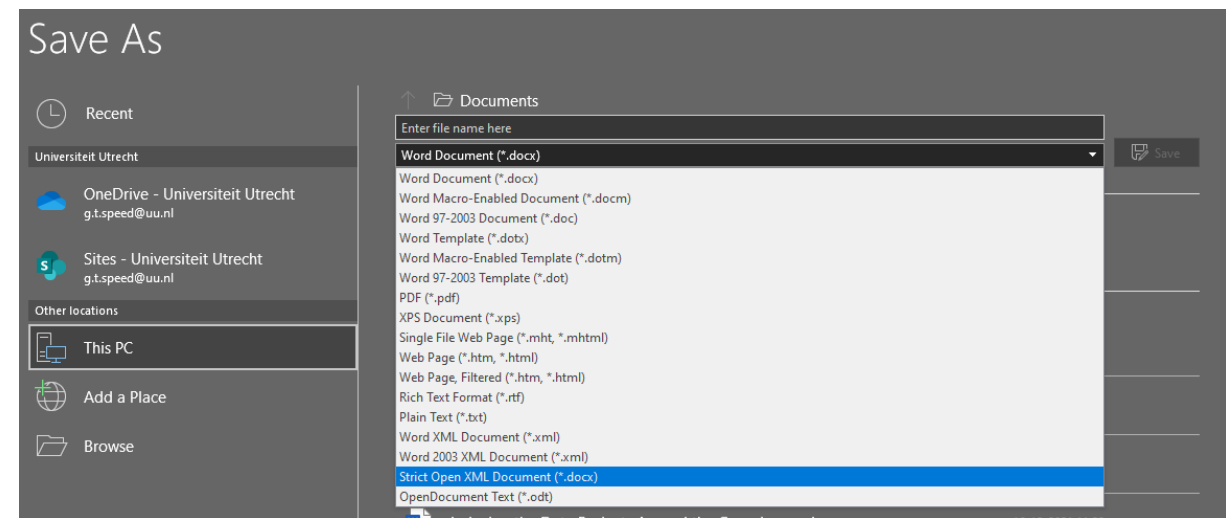 Save As
Recent
Universiteit Utrecht
OneDrive - Universiteit Utrecht
g.t.speed@uu.nl
Sites - Universiteit Utrecht
g.t.speed@uu.nl
Other locations
This PC
Add a Place
Browse
Documents
Enter file name here
Word Document (*.docx)
Save
Word Document (*.docx)
Word Macro-Enabled Document (*.docm)
Word 97-2003 Document (*.doc)
Word Template (*.dotx)
Word Macro-Enabled Template (*.dotm)
Word 97-2003 Template (*.dot)
PDF (*.pdf)
XPS Document (*.xps)
Single File Web Page (*.mht, *.mhtml)
Web Page (*.htm, *.html)
Web Page, Filtered (*.htm, *.html)
Rich Text Format (*.rtf)
Plain Text (*.txt)
Word XML Document (*.xml)
Word 2003 XML Document (*.xml)
Strict Open XML Document (*.docx)
OpenDocument Text (*.odt)